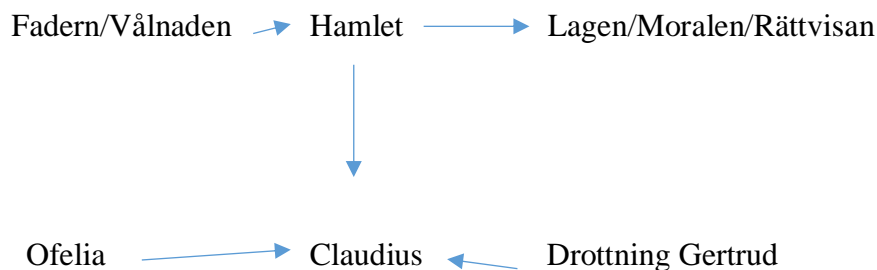 Fadern/Vålnaden Hamlet Lagen/Moralen/Rättvisan
Ofelia Claudius Drottning Gertrud